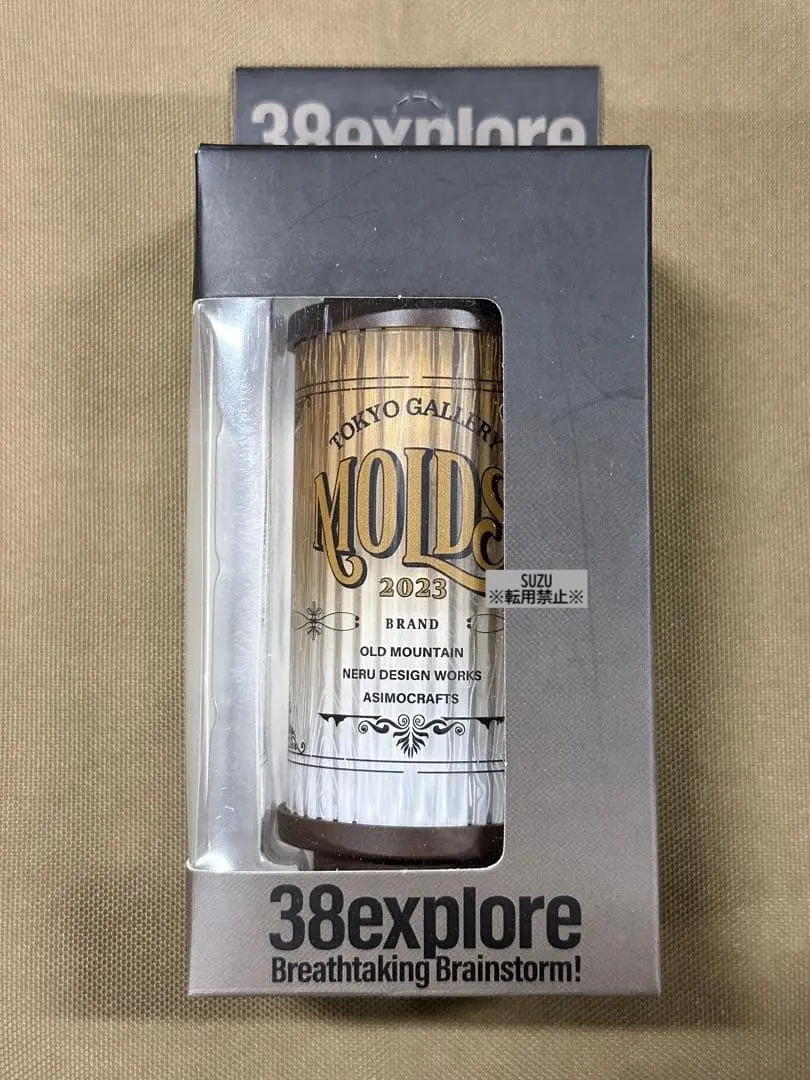 38explore
TOKYO GALLERY
MOLDS
2023
BRAND
OLD MOUNTAIN
NERU DESIGN WORKS
ASIMOCRAFTS
SUZU
※転用禁止※
38explore
Breathtaking Brainstorm!